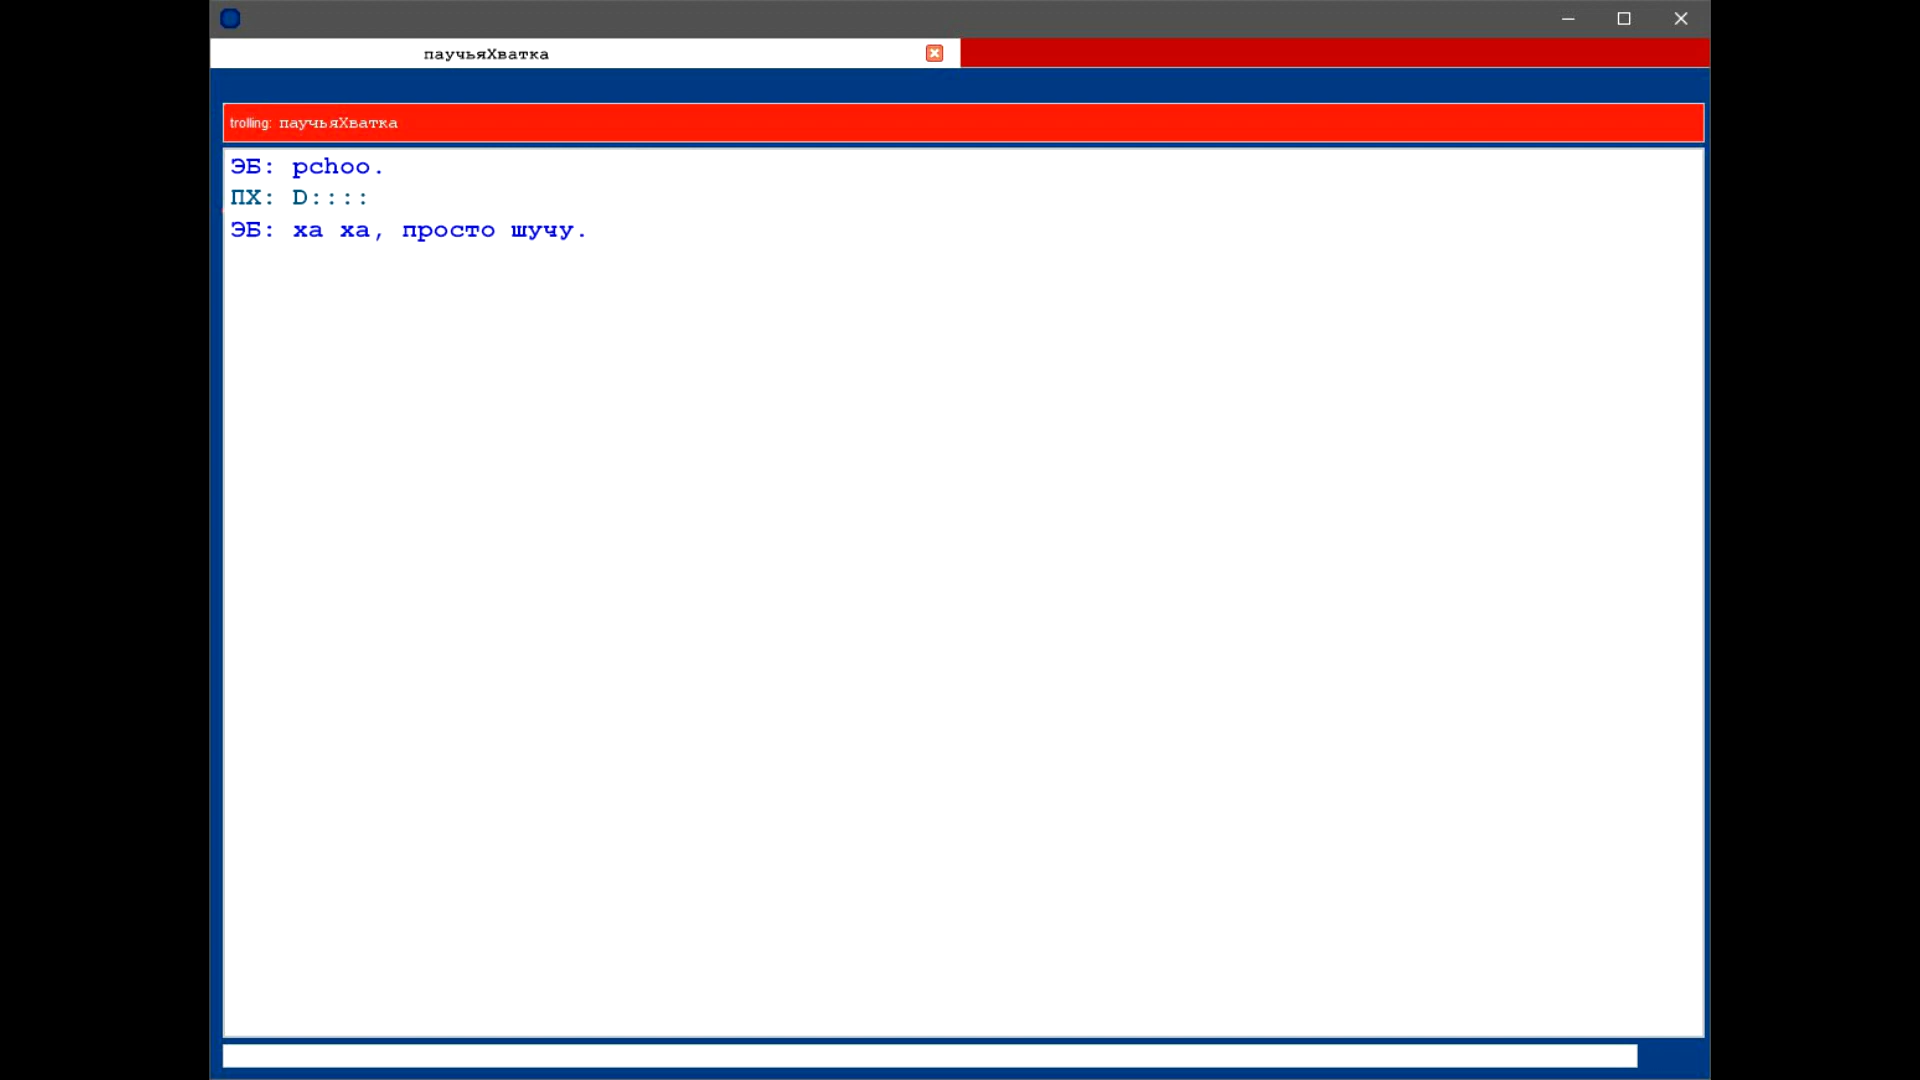 паучьяХватка
trolling: паучьяХватка
ЭБ: pchoo.
ПХ: D::::
ЭБ: ха ха, просто шучу.